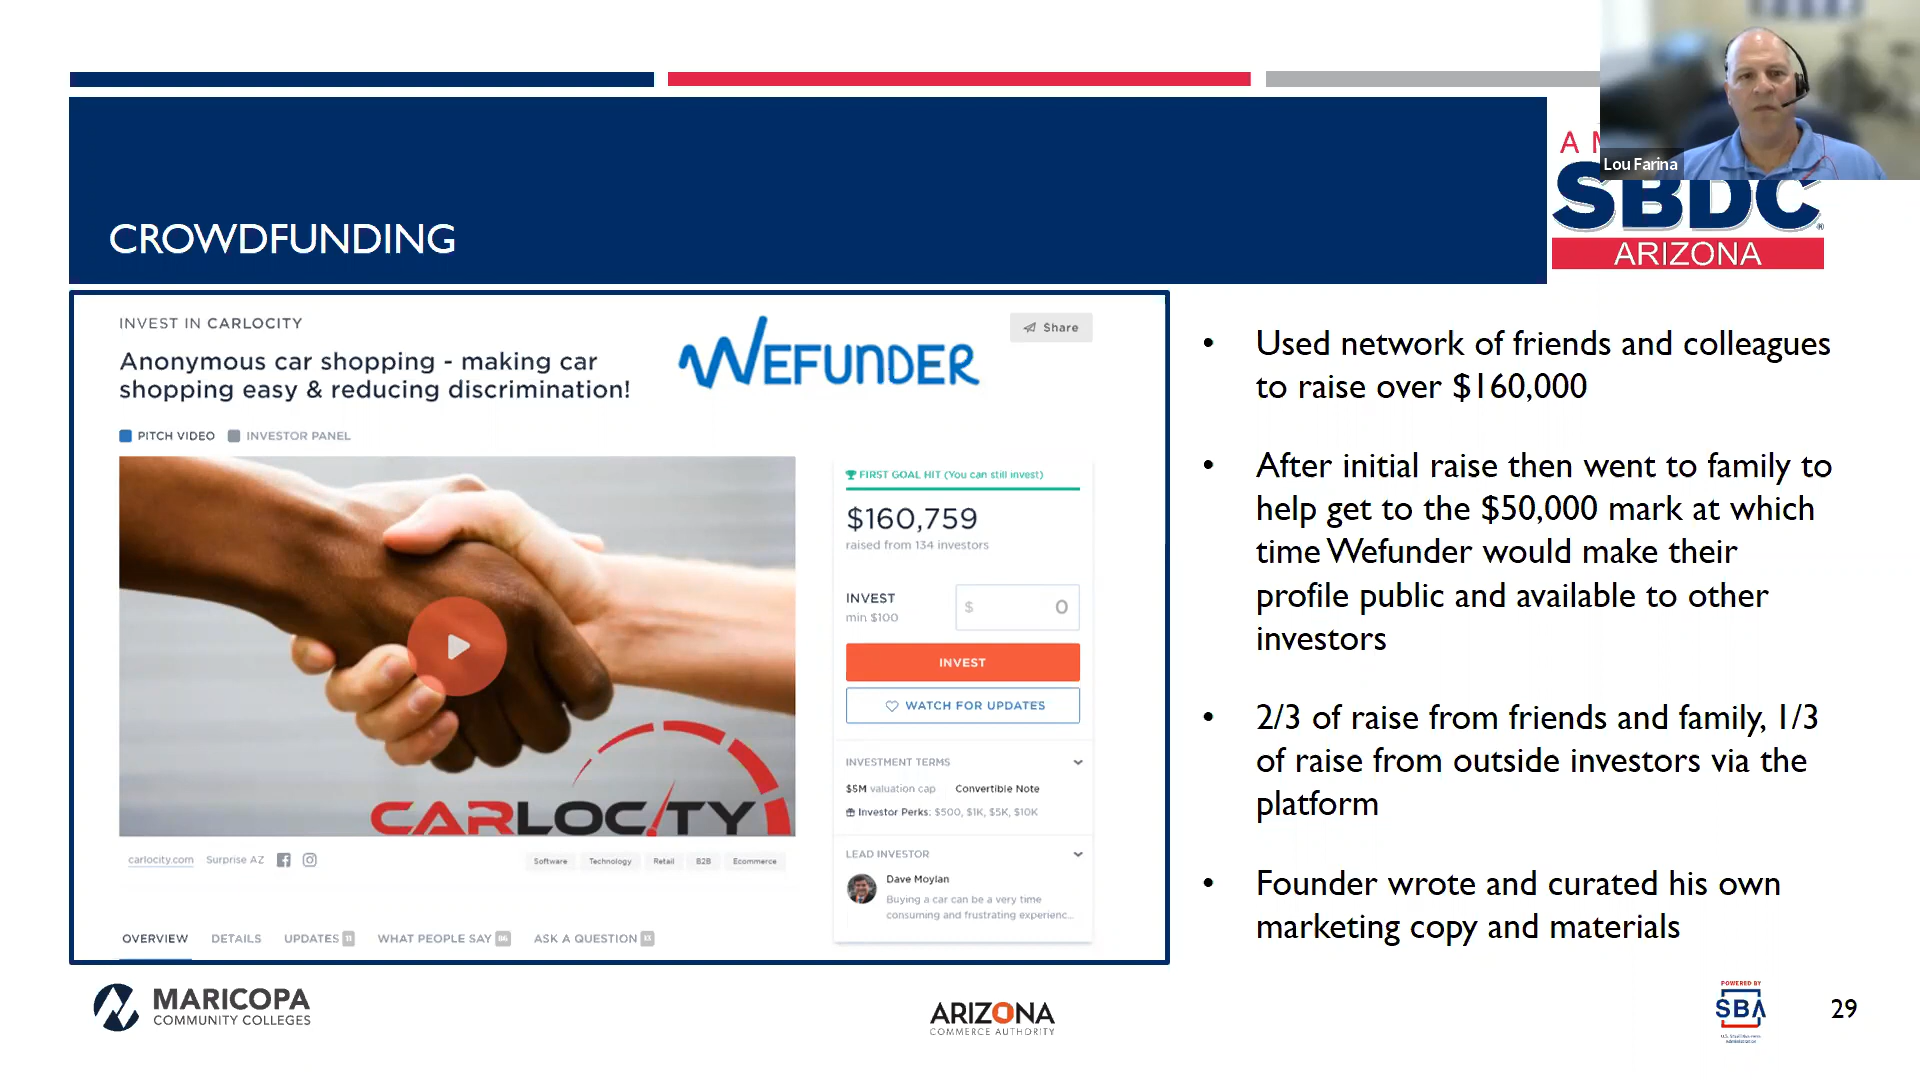 Lou Farina
A
SBDC
ARIZONA
CROWDFUNDING
INVEST IN CARLOCITY
Share
Anonymous car shopping - making car
shopping easy & reducing discrimination!
WEFUNDER
PITCH VIDEO INVESTOR PANEL
FIRST GOAL HIT (You can still invest)
$160,759
raised from 134 investors
INVEST
min $100
$ 0
INVEST
WATCH FOR UPDATES
INVESTMENT TERMS
$5M valuation cap Convertible Note
Investor Perks: $500, $1K, $5K, $10K
LEAD INVESTOR
Dave Moylan
Buying a car can be a very time
consuming and frustrating experienc...
CARLOCITY
carlocity.com Surprise AZ
Software Technology Retail B2B Ecommerce
OVERVIEW DETAILS UPDATES 11 WHAT PEOPLE SAY ASK A QUESTION
• Used network of friends and colleagues
to raise over $160,000
• After initial raise then went to family to
help get to the $50,000 mark at which
time Wefunder would make their
profile public and available to other
investors
• 2/3 of raise from friends and family, 1/3
of raise from outside investors via the
platform
• Founder wrote and curated his own
marketing copy and materials
MARICOPA
COMMUNITY COLLEGES
ARIZONA
COMMERCE AUTHORITY
POWERED BY
SBA
U.S. Small Business
Administration
29